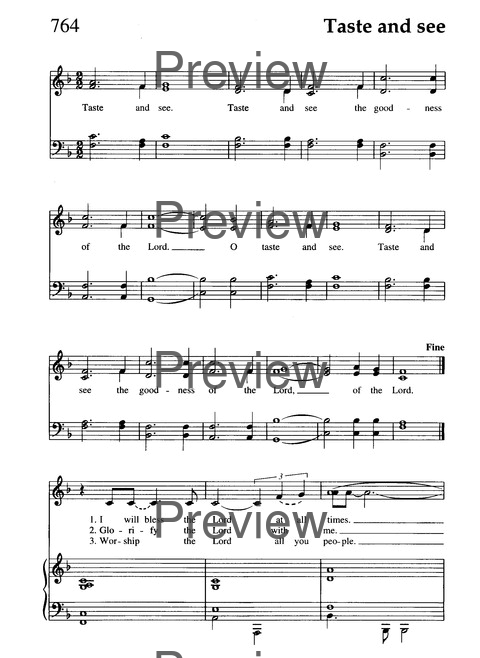 764 Taste and see
Preview
Taste and see. Taste and see the good - ness
Preview
of the Lord. O taste and see. Taste and
Fine
Preview
see the good - ness of the Lord, of the Lord.
3
1. I will bless the Lord at all times.
Preview
2. Glo - ri - fy the Lord with me.
3. Wor - ship the Lord all you peo - ple.
Preview